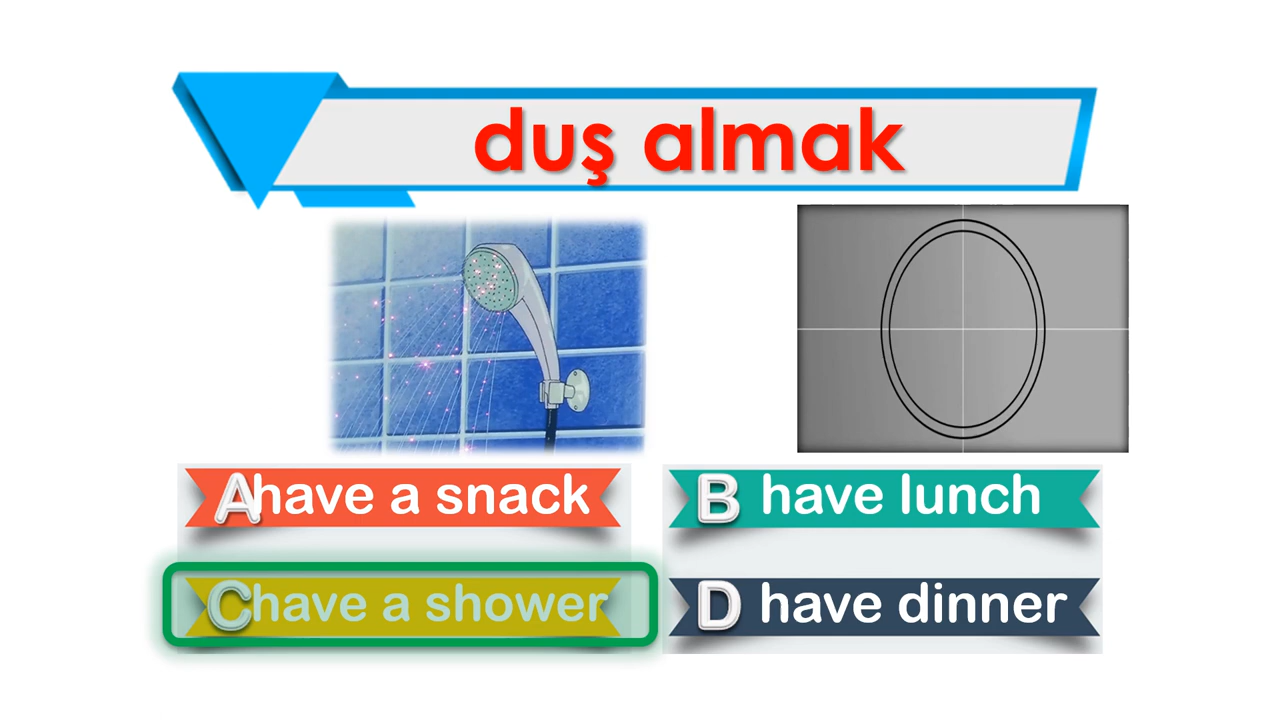 duş almak
A have a snack
B have lunch
C have a shower
D have dinner